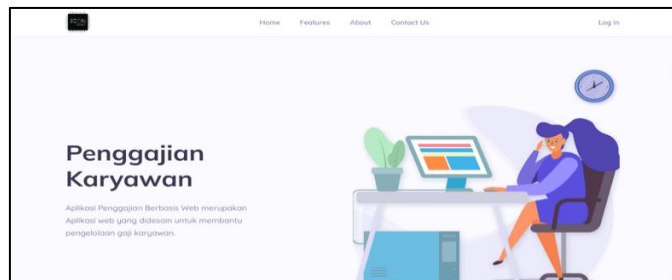 Home Features About Contact Us Log in
Penggajian
Karyawan
Aplikasi Penggajian Berbasis Web merupakan
Aplikasi web yang didesain untuk membantu
pengelolaan gaji karyawan.